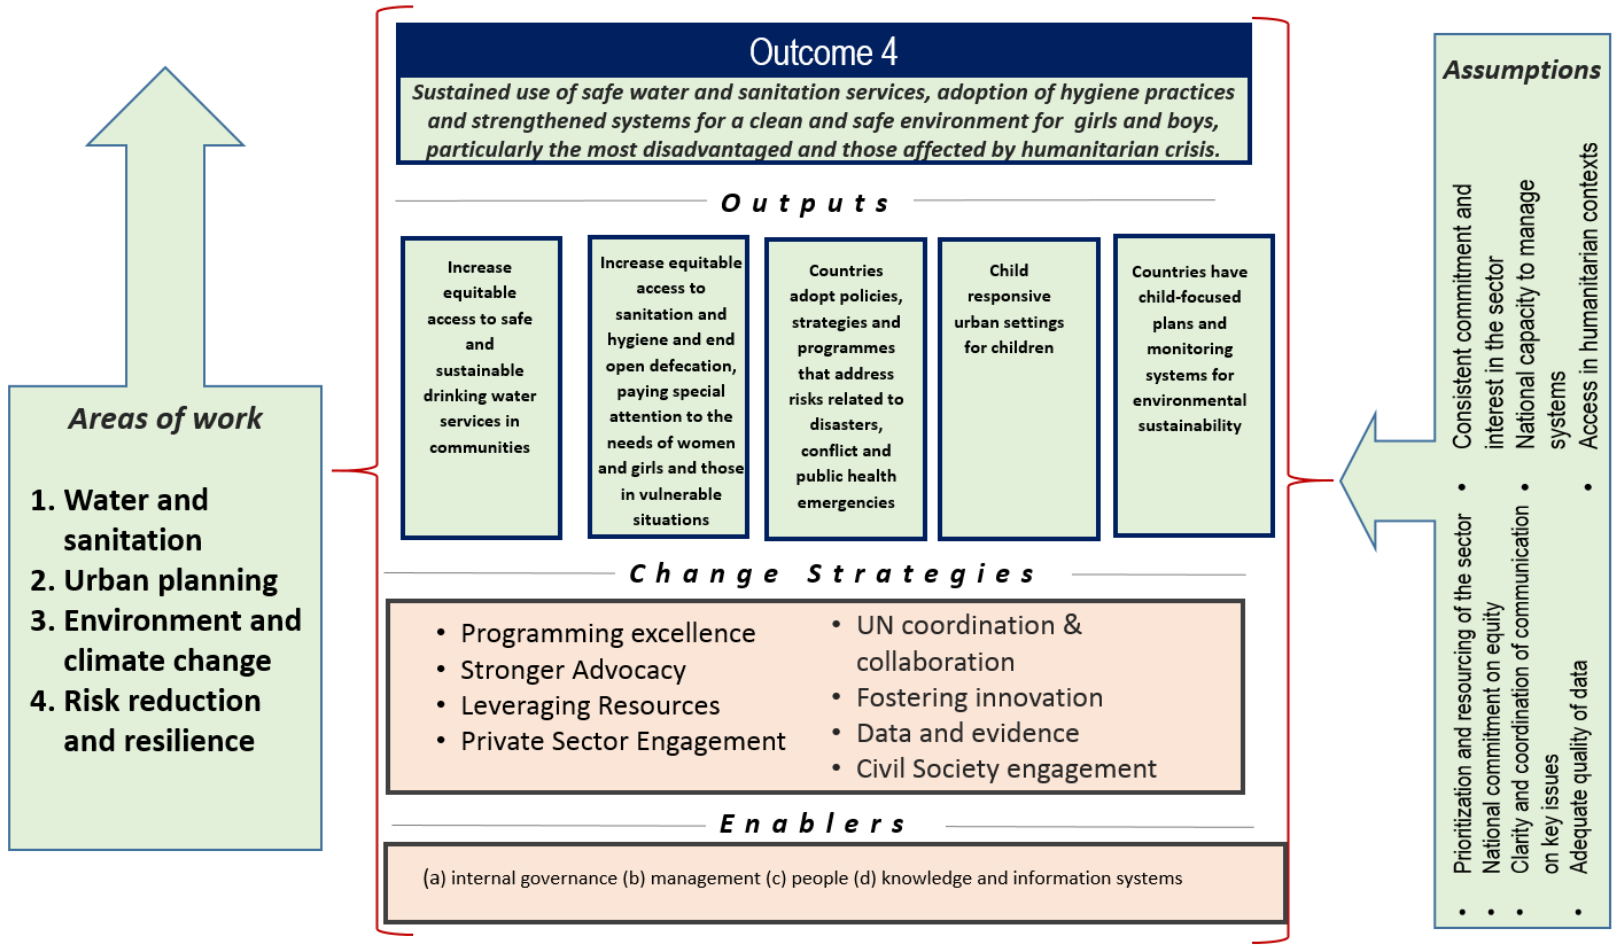 Outcome 4
Sustained use of safe water and sanitation services, adoption of hygiene practices
and strengthened systems for a clean and safe environment for girls and boys,
particularly the most disadvantaged and those affected by humanitarian crisis.
Outputs
Increase
equitable
access to safe
and
sustainable
drinking water
services in
communities
Increase equitable
access to
sanitation and
hygiene and end
open defecation,
paying special
attention to the
needs of women
and girls and those
in vulnerable
situations
Countries
adopt policies,
strategies and
programmes
that address
risks related to
disasters,
conflict and
public health
emergencies
Child
responsive
urban settings
for children
Countries have
child-focused
plans and
monitoring
systems for
environmental
sustainability
Change Strategies
• Programming excellence
• Stronger Advocacy
• Leveraging Resources
• Private Sector Engagement
• UN coordination &
collaboration
• Fostering innovation
• Data and evidence
• Civil Society engagement
Enablers
(a) internal governance (b) management (c) people (d) knowledge and information systems
Areas of work
1. Water and
sanitation
2. Urban planning
3. Environment and
climate change
4. Risk reduction
and resilience
Assumptions
• Consistent commitment and
interest in the sector
• National capacity to manage
systems
• Access in humanitarian contexts
• Prioritization and resourcing of the sector
• National commitment on equity
• Clarity and coordination of communication
on key issues
• Adequate quality of data